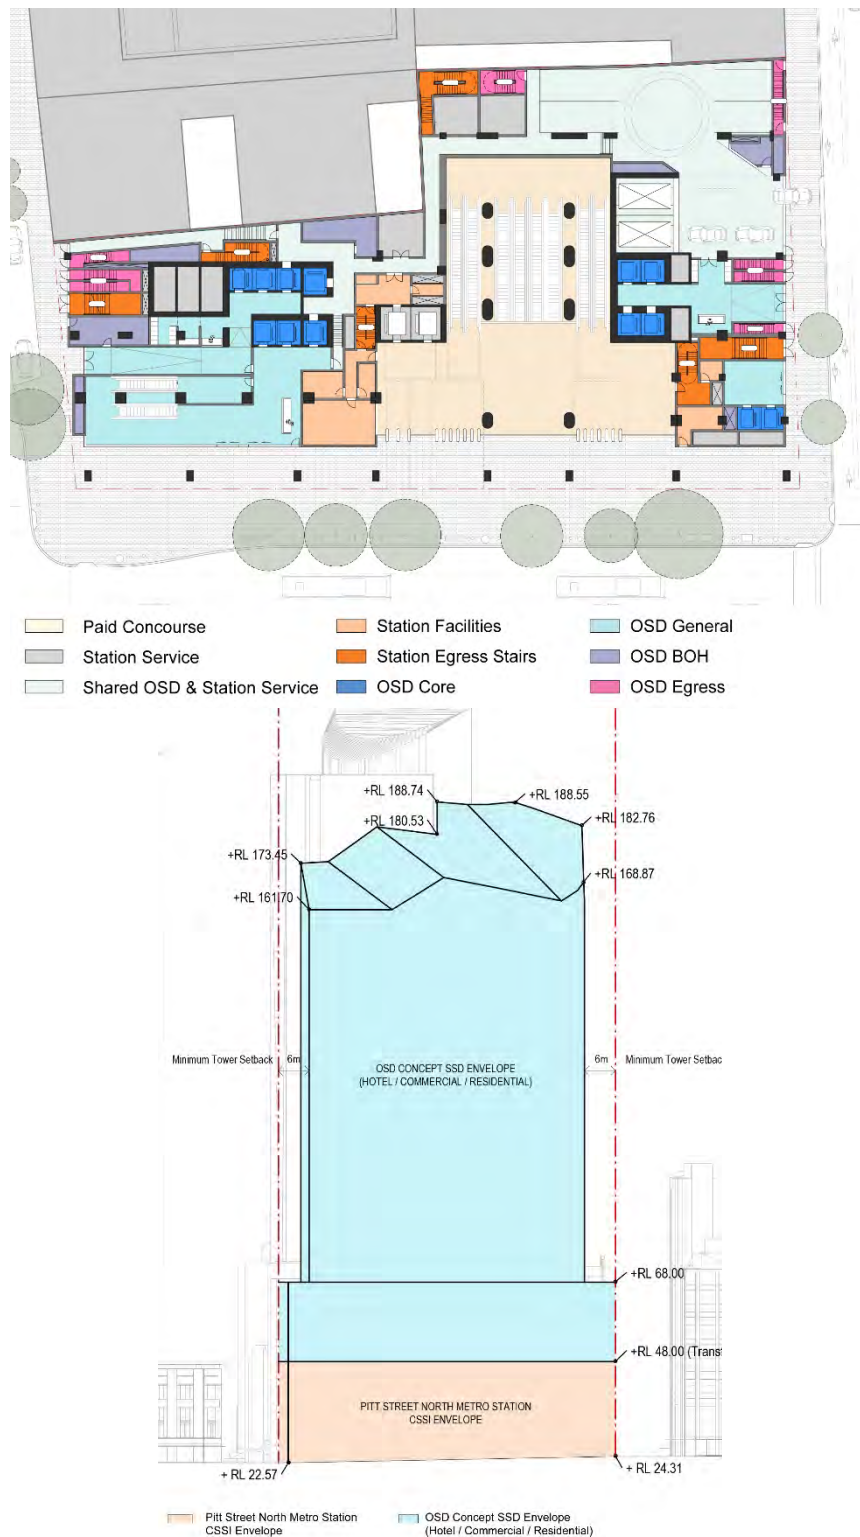 Paid Concourse
Station Facilities
OSD General
Station Service
Station Egress Stairs
OSD BOH
Shared OSD & Station Service
OSD Core
OSD Egress
+RL 188.74
+RL 188.55
+RL 180.53
+RL 182.76
+RL 173.45
+RL 168.87
+RL 161.70
Minimum Tower Setback
6m
OSD CONCEPT SSD ENVELOPE
(HOTEL / COMMERCIAL / RESIDENTIAL)
6m
Minimum Tower Setbac
+RL 68.00
+RL 48.00 (Transf
PITT STREET NORTH METRO STATION
CSSI ENVELOPE
+ RL 22.57
+ RL 24.31
Pitt Street North Metro Station
CSSI Envelope
OSD Concept SSD Envelope
(Hotel / Commercial / Residential)